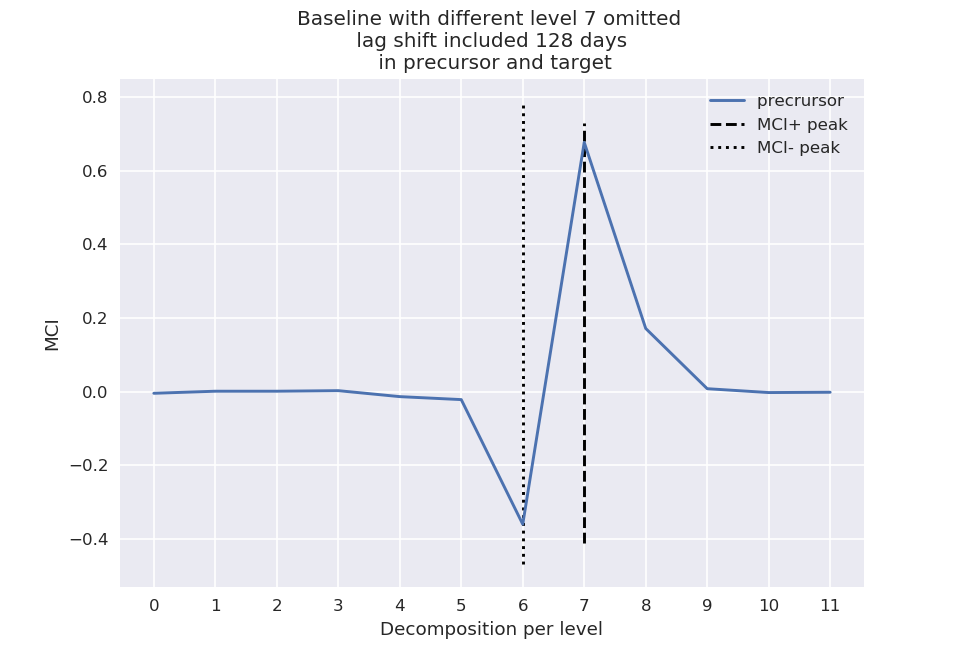 Baseline with different level 7 omitted
lag shift included 128 days
in precursor and target
precrursor
MCI+ peak
MCI- peak
MCI
0.8
0.6
0.4
0.2
0.0
−0.2
−0.4
0 1 2 3 4 5 6 7 8 9 10 11
Decomposition per level